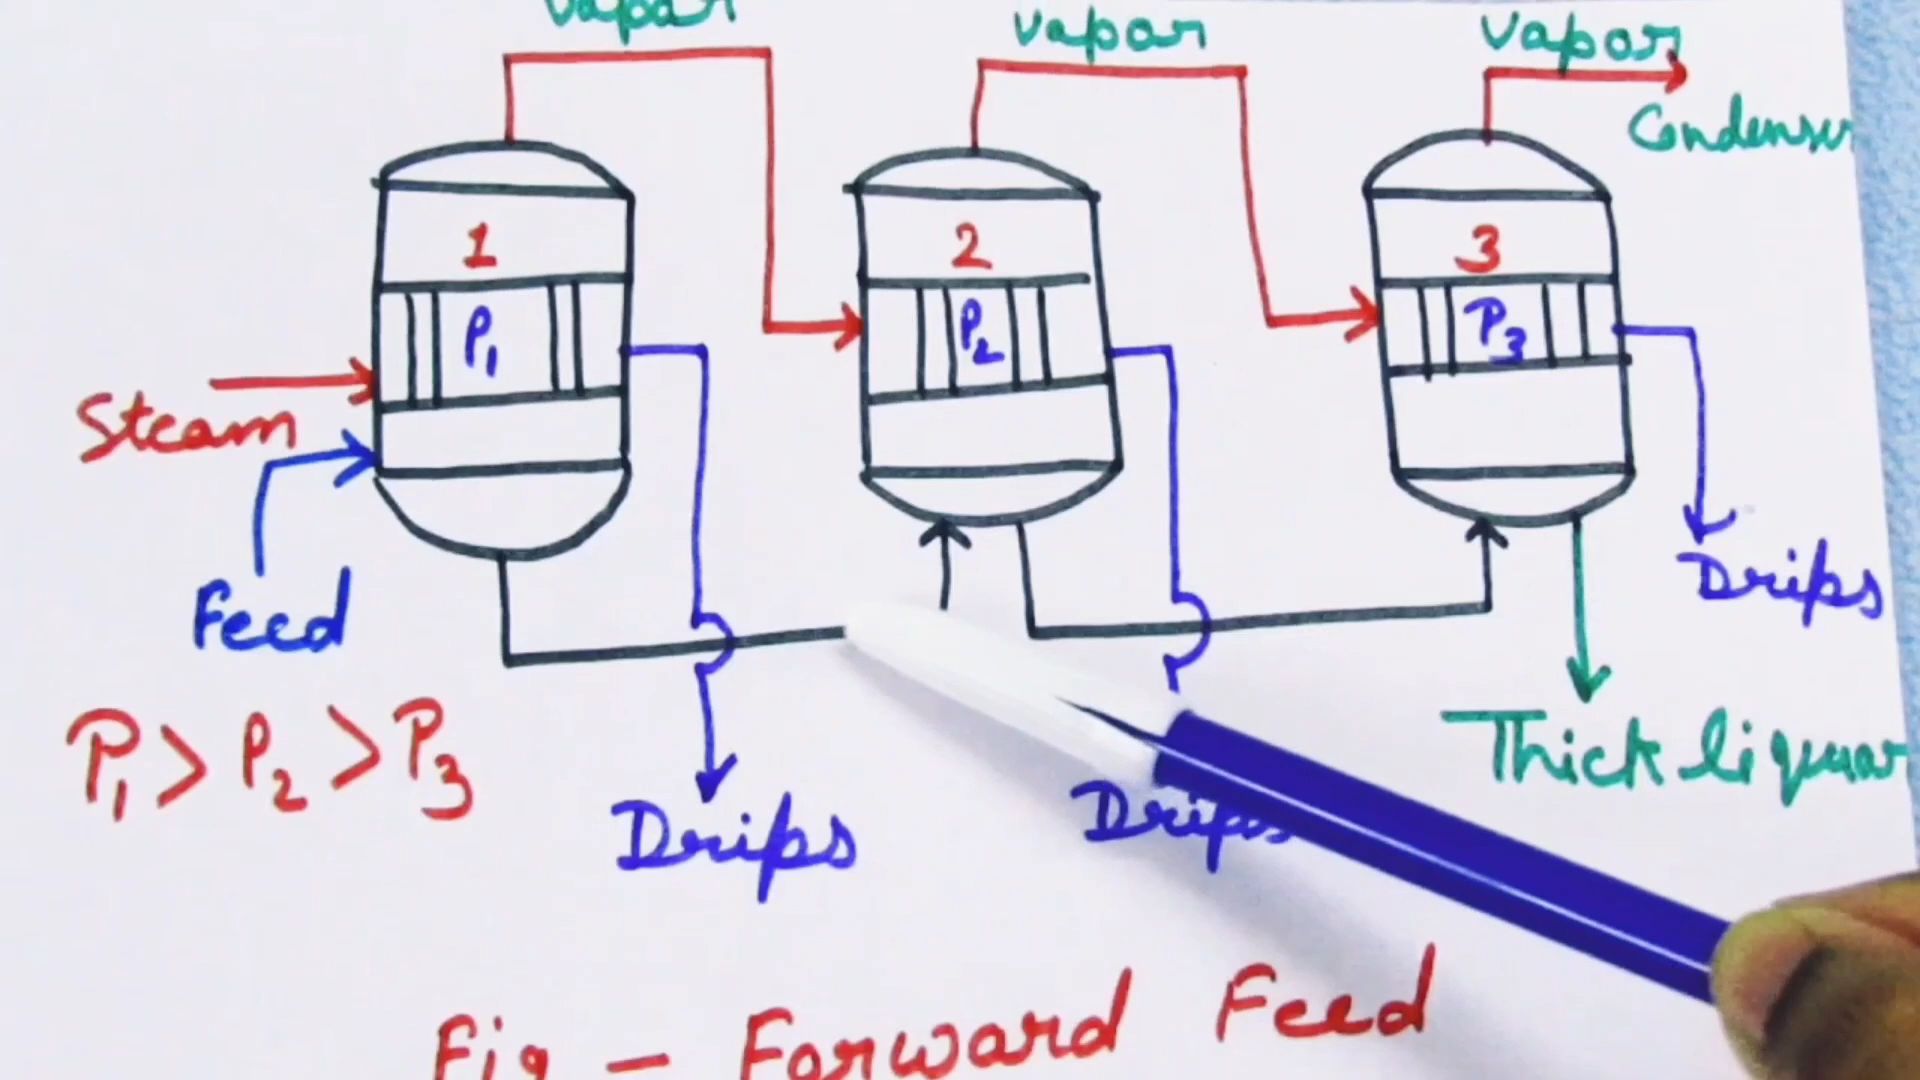 Vapor
Vapor
Vapor
Condenser
1
2
3
P1
P2
P3
Steam
Feed
Drips
P1 > P2 > P3
Thick liquor
Drips
Drips
Fig - Forward Feed